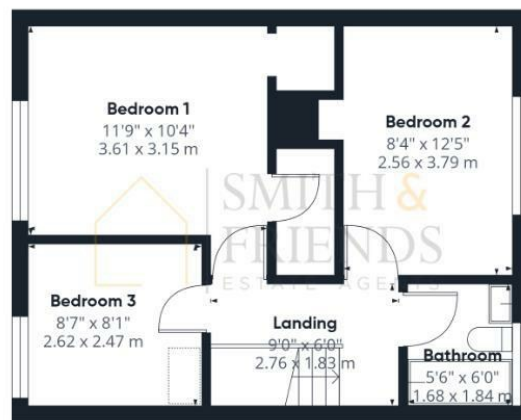 Bedroom 1
11'9" x 10'4"
3.61 x 3.15 m
Bedroom 2
8'4" x 12'5"
2.56 x 3.79 m
SMITH &
FRIENDS
ESTATE AGENTS
Bedroom 3
8'7" x 8'1"
2.62 x 2.47 m
Landing
9'0" x 6'0"
2.76 x 1.83 m
Bathroom
5'6" x 6'0"
1.68 x 1.84 m